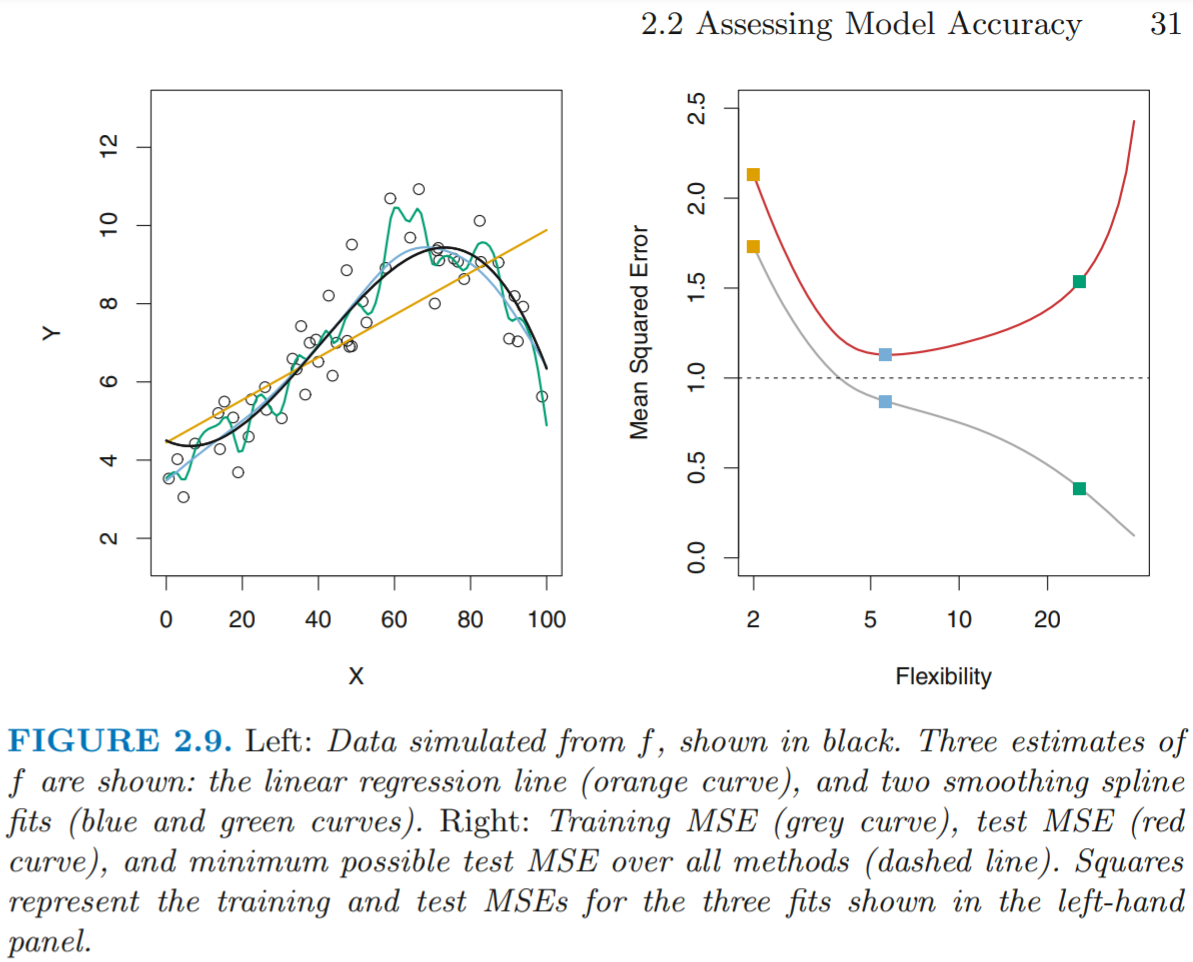 2.2 Assessing Model Accuracy 31
Y
12
10
8
6
4
2
0 20 40 60 80 100
X
Mean Squared Error
2.5
2.0
1.5
1.0
0.5
0.0
2 5 10 20
Flexibility
FIGURE 2.9. Left: Data simulated from f, shown in black. Three estimates of
f are shown: the linear regression line (orange curve), and two smoothing spline
fits (blue and green curves). Right: Training MSE (grey curve), test MSE (red
curve), and minimum possible test MSE over all methods (dashed line). Squares
represent the training and test MSEs for the three fits shown in the left-hand
panel.